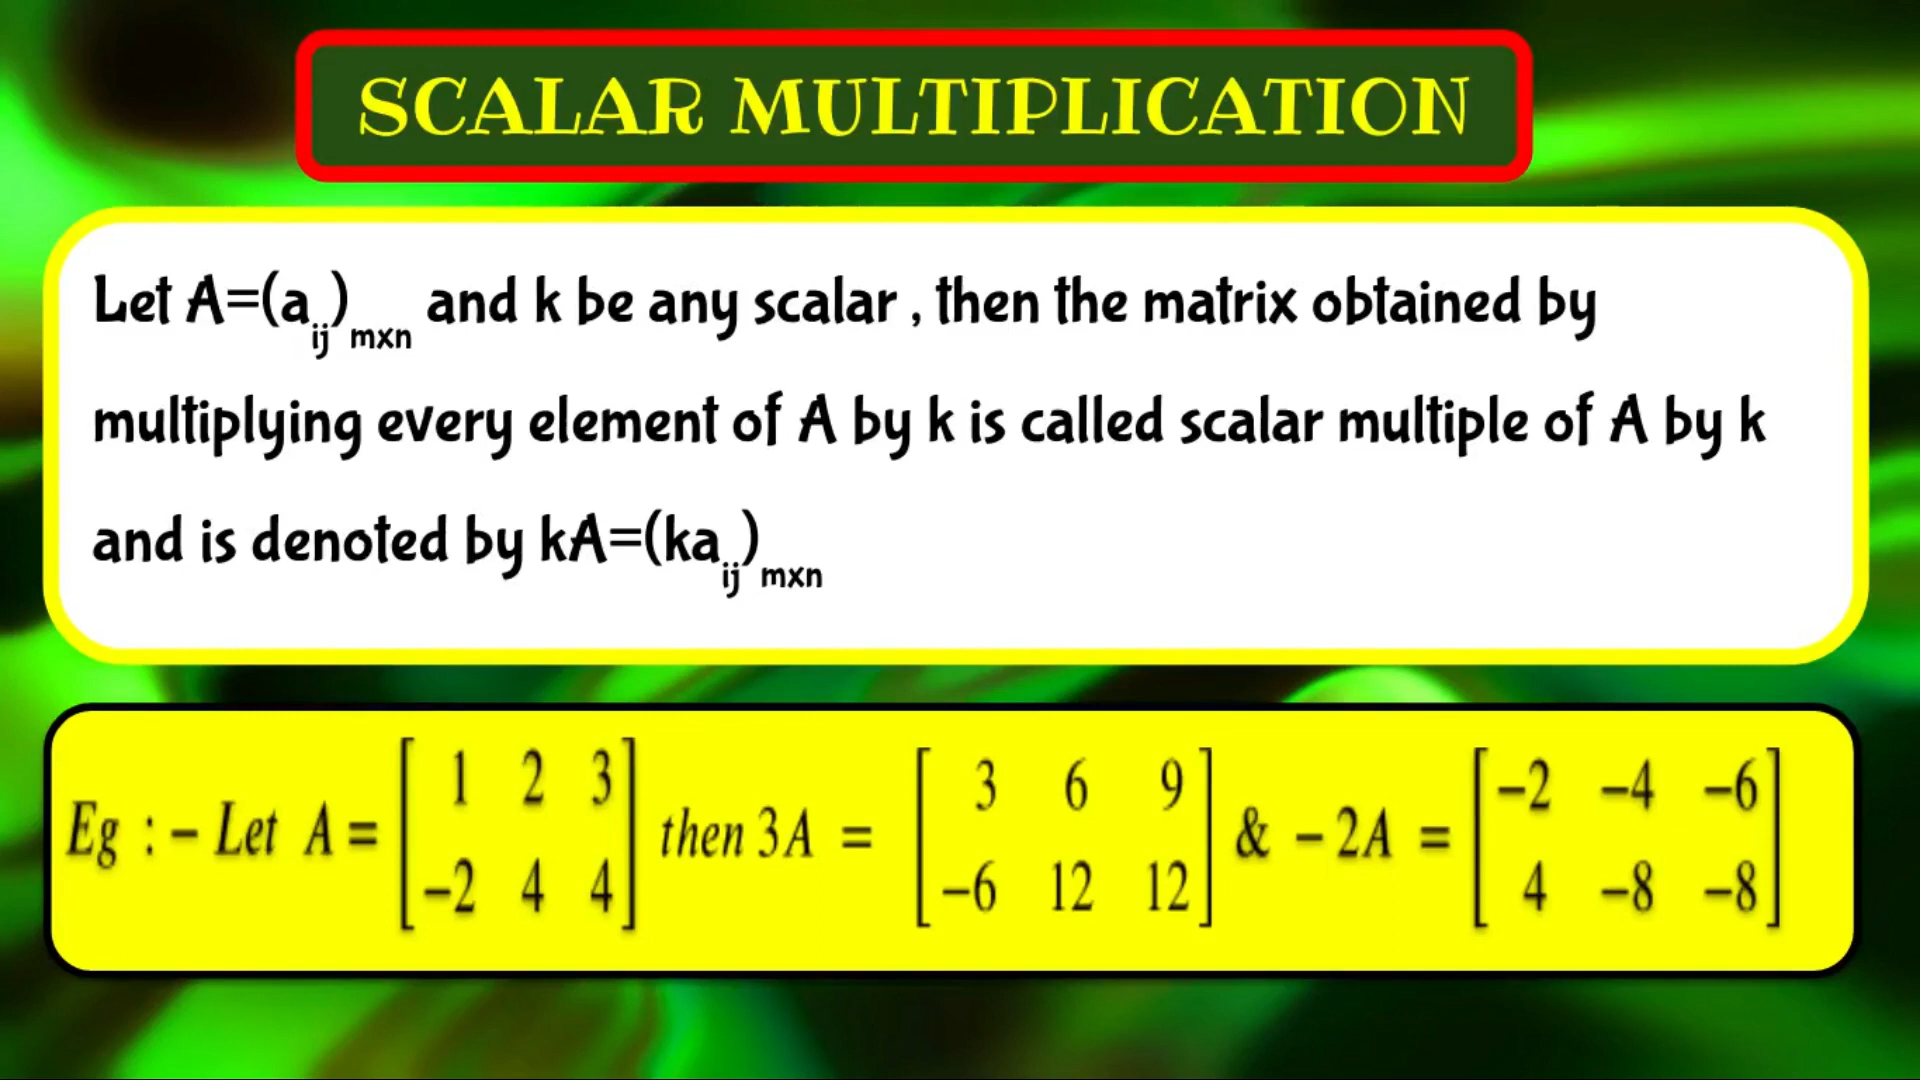 SCALAR MULTIPLICATION
Let A=(a_ij)_mxn and k be any scalar , then the matrix obtained by
multiplying every element of A by k is called scalar multiple of A by k
and is denoted by kA=(ka_ij)_mxn
Eg :- Let A = [1 2 3; -2 4 4] then 3A = [3 6 9; -6 12 12] & -2A = [-2 -4 -6; 4 -8 -8]